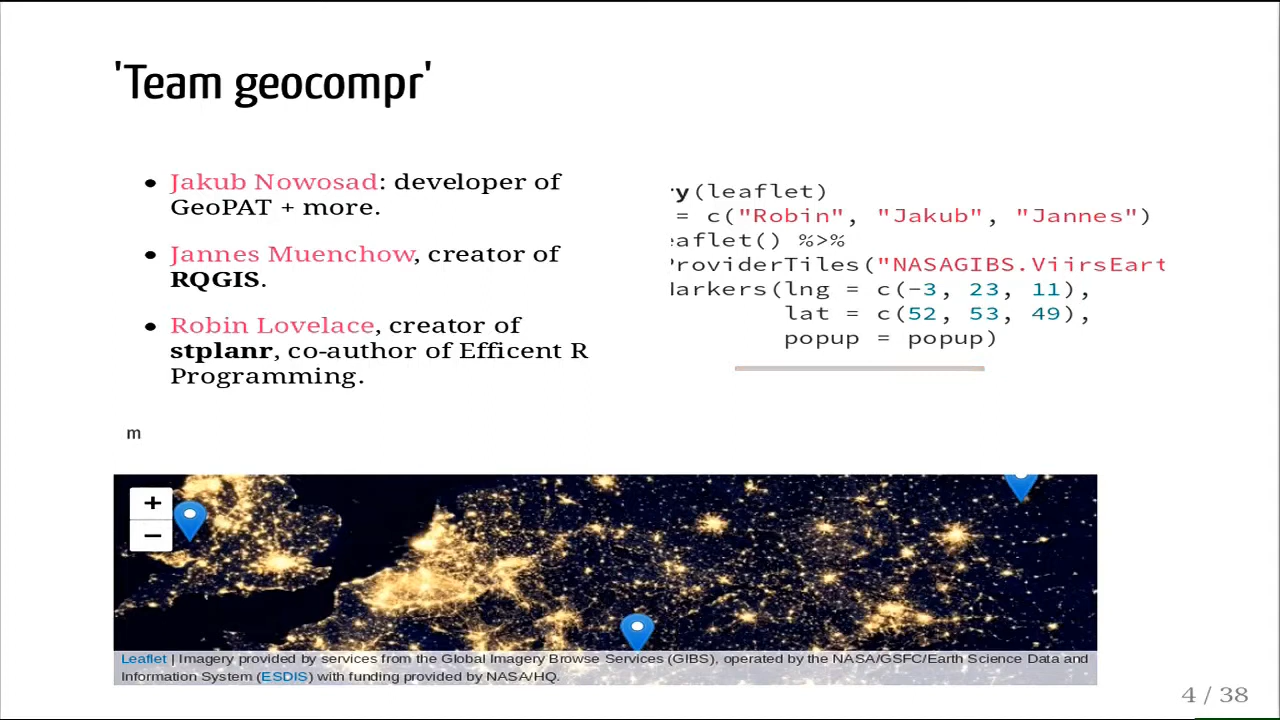 'Team geocompr'
• Jakub Nowosad: developer of
GeoPAT + more.
• Jannes Muenchow, creator of
RQGIS.
• Robin Lovelace, creator of
stplanr, co-author of Efficent R
Programming.
y(leaflet)
= c("Robin", "Jakub", "Jannes")
aflet() %>%
ProviderTiles("NASAGIBS.ViirsEart
Markers(lng = c(-3, 23, 11),
lat = c(52, 53, 49),
popup = popup)
m
+
−
Leaflet | Imagery provided by services from the Global Imagery Browse Services (GIBS), operated by the NASA/GSFC/Earth Science Data and
Information System (ESDIS) with funding provided by NASA/HQ.
4 / 38